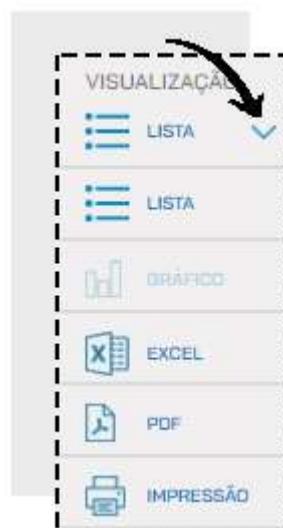 VISUALIZAÇÃO
LISTA
LISTA
GRÁFICO
EXCEL
PDF
IMPRESSÃO